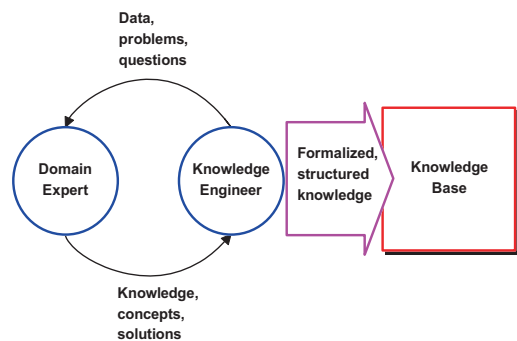 Data,
problems,
questions
Domain
Expert
Knowledge
Engineer
Formalized,
structured
knowledge
Knowledge
Base
Knowledge,
concepts,
solutions